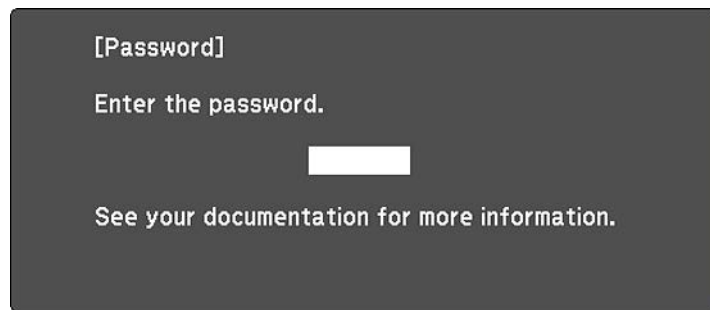 [Password]
Enter the password.
See your documentation for more information.